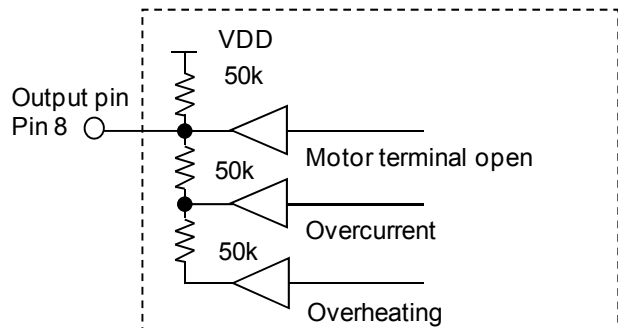 VDD
50k
Output pin
Pin 8
Motor terminal open
50k
Overcurrent
50k
Overheating